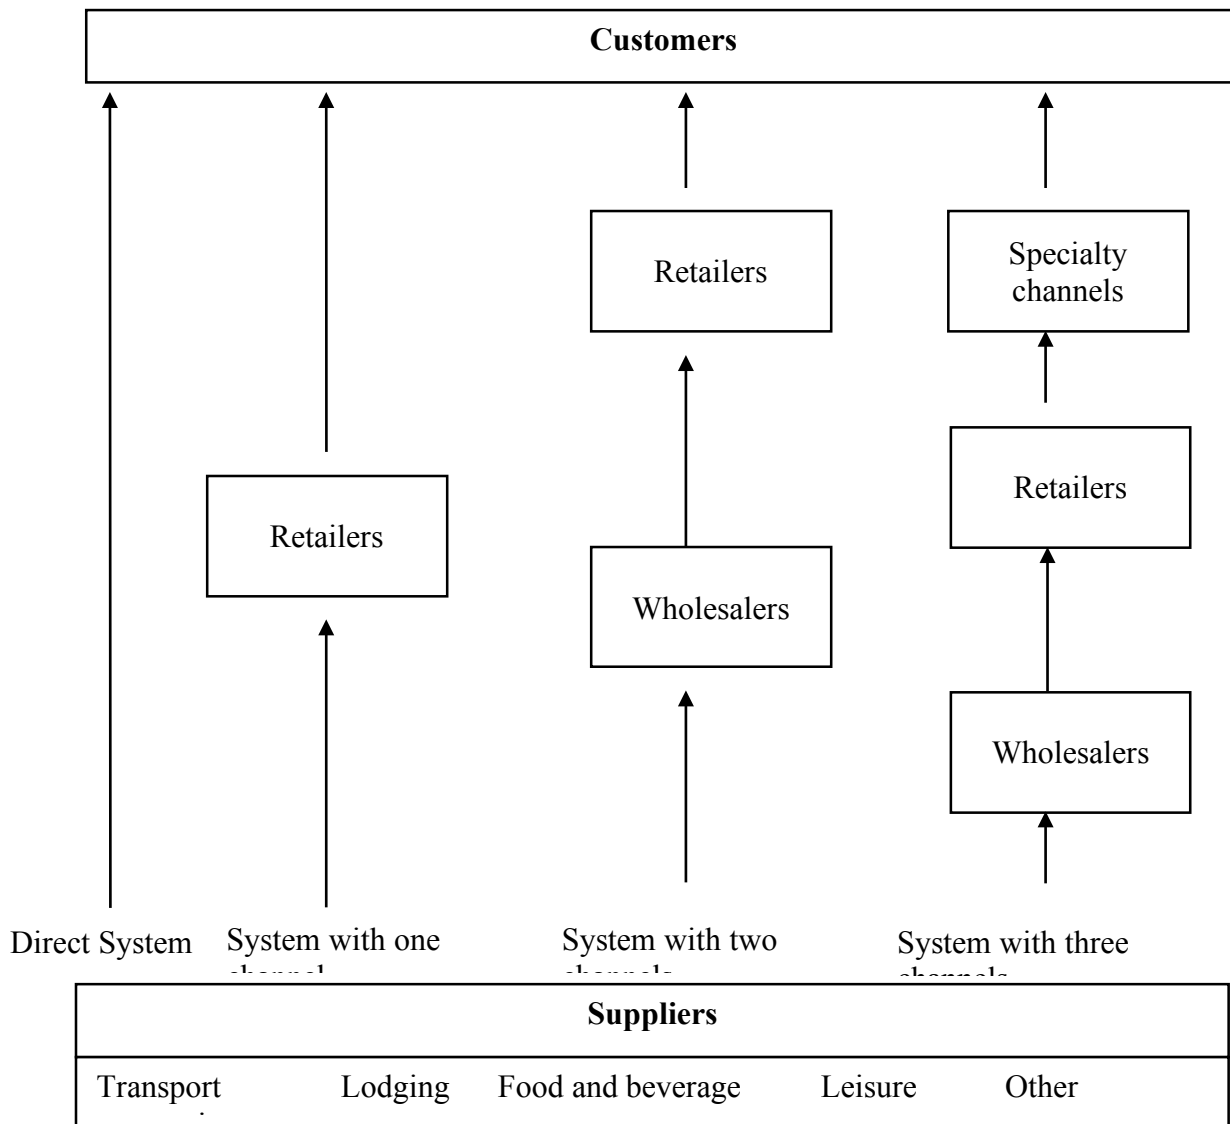 Customers
Retailers
Specialty
channels
Retailers
Retailers
Wholesalers
Wholesalers
Direct System
System with one
System with two
System with three
Suppliers
Transport
Lodging
Food and beverage
Leisure
Other